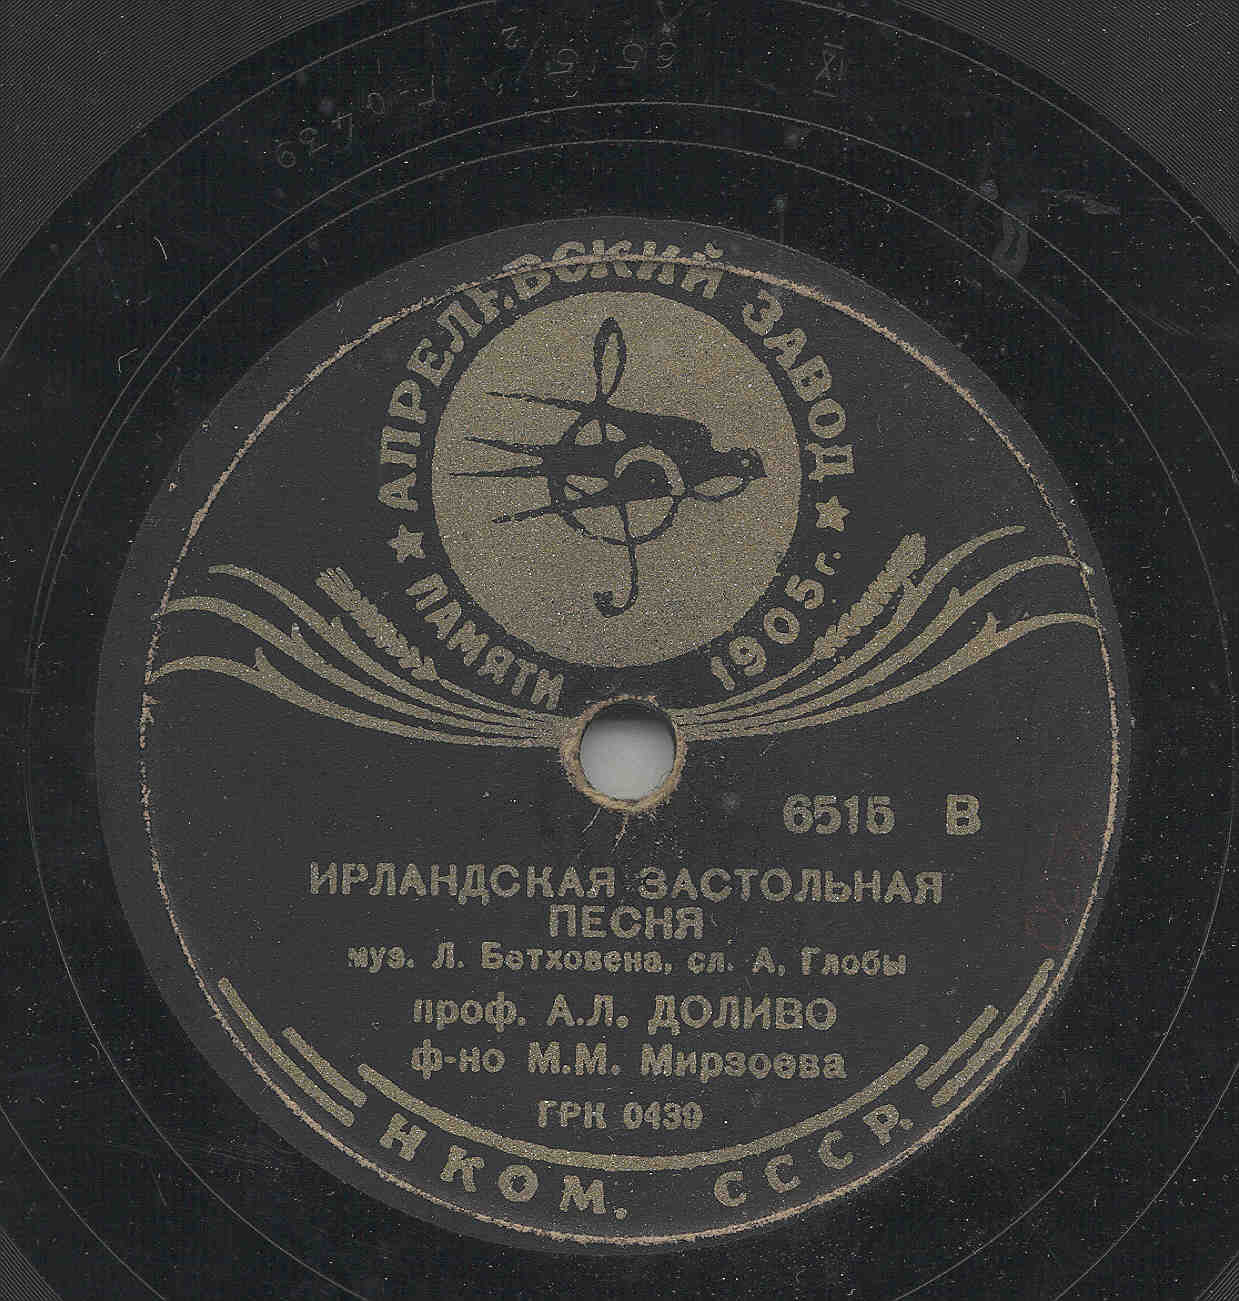 АПРЕЛЕВСКИЙ ЗАВОД
★ ПАМЯТИ 1905 г. ★
6515 В
ИРЛАНДСКАЯ ЗАСТОЛЬНАЯ
ПЕСНЯ
муз. Л. Бетховена, сл. А. Глобы
проф. А.Л. ДОЛИВО
ф-но М.М. Мирзоева
ГРК 0439
НКОМ. СССР.